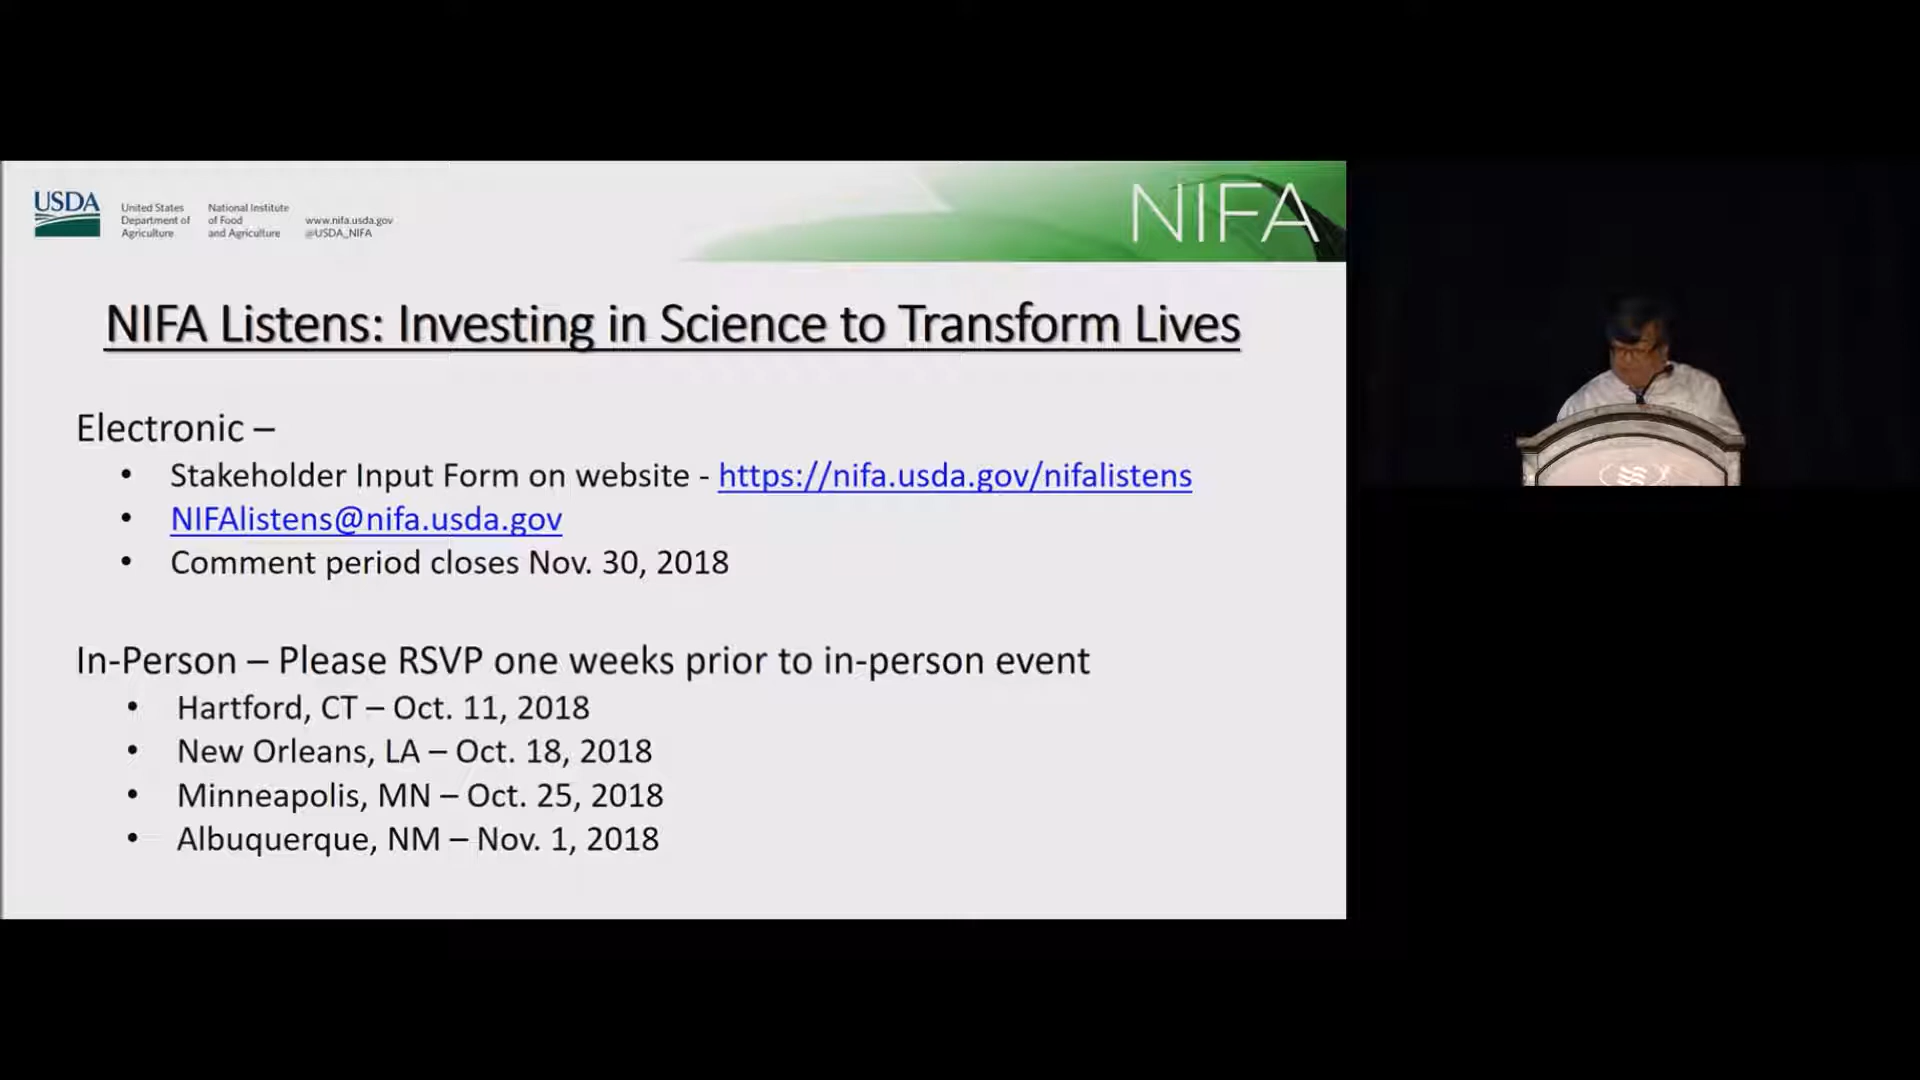 USDA
United States
Department of
Agriculture
National Institute
of Food
and Agriculture
www.nifa.usda.gov
@USDA_NIFA
NIFA
NIFA Listens: Investing in Science to Transform Lives
Electronic –
• Stakeholder Input Form on website - https://nifa.usda.gov/nifalistens
• NIFAlistens@nifa.usda.gov
• Comment period closes Nov. 30, 2018
In-Person – Please RSVP one weeks prior to in-person event
• Hartford, CT – Oct. 11, 2018
• New Orleans, LA – Oct. 18, 2018
• Minneapolis, MN – Oct. 25, 2018
• Albuquerque, NM – Nov. 1, 2018